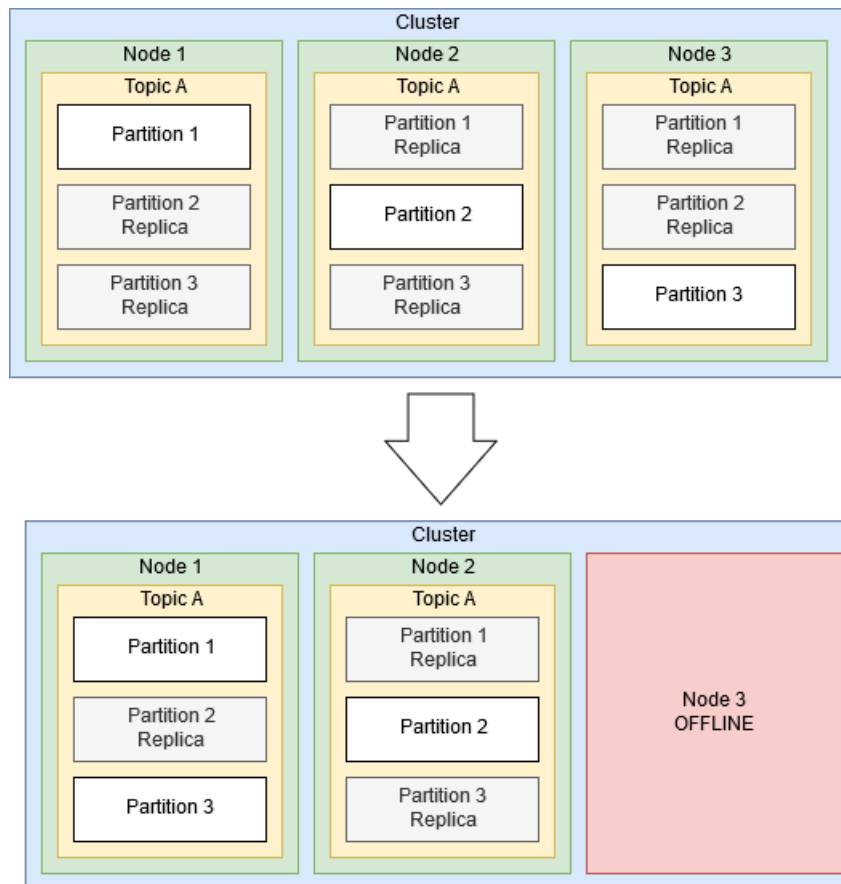 Cluster
Node 1
Topic A
Partition 1
Partition 2
Replica
Partition 3
Replica
Node 2
Topic A
Partition 1
Replica
Partition 2
Partition 3
Replica
Node 3
Topic A
Partition 1
Replica
Partition 2
Replica
Partition 3
Cluster
Node 1
Topic A
Partition 1
Partition 2
Replica
Partition 3
Node 2
Topic A
Partition 1
Replica
Partition 2
Partition 3
Replica
Node 3
OFFLINE